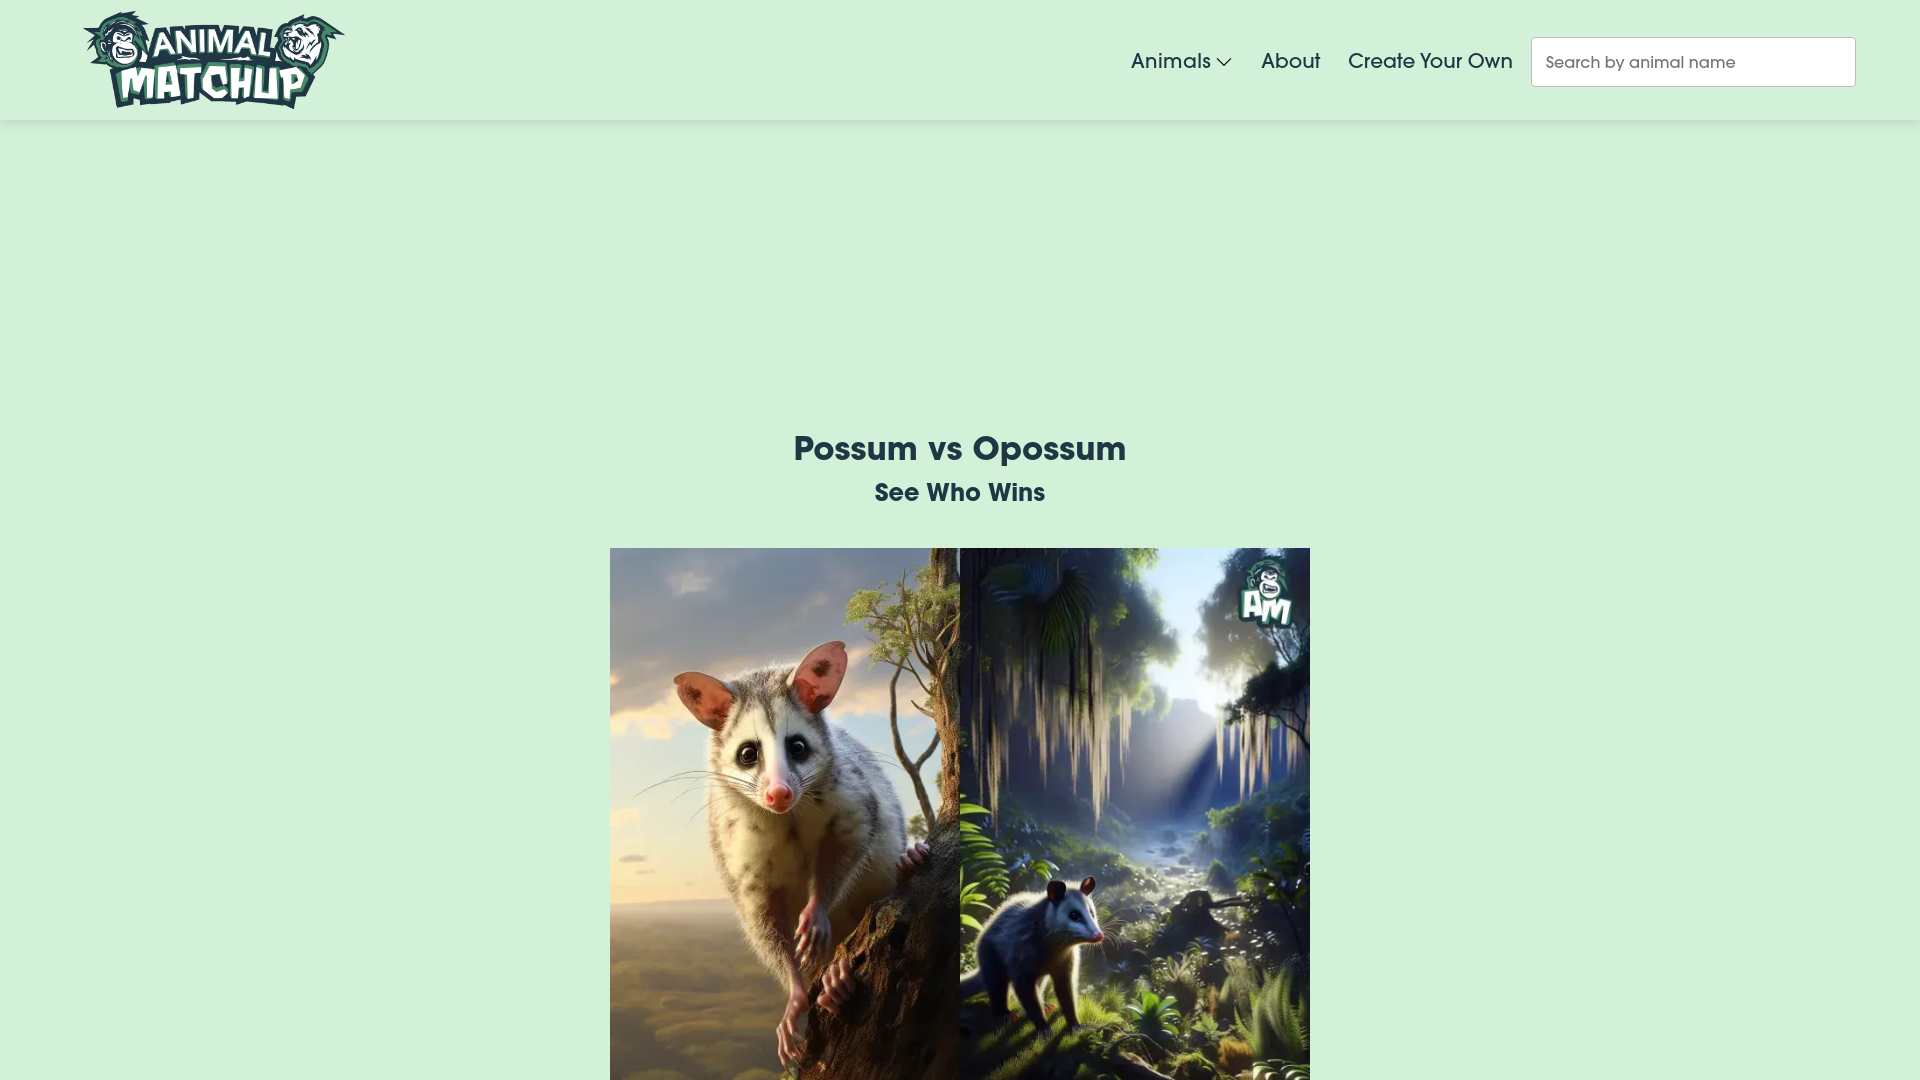 ANIMAL
MATCHUP
Animals
About
Create Your Own
Search by animal name
Possum vs Opossum
See Who Wins
AM